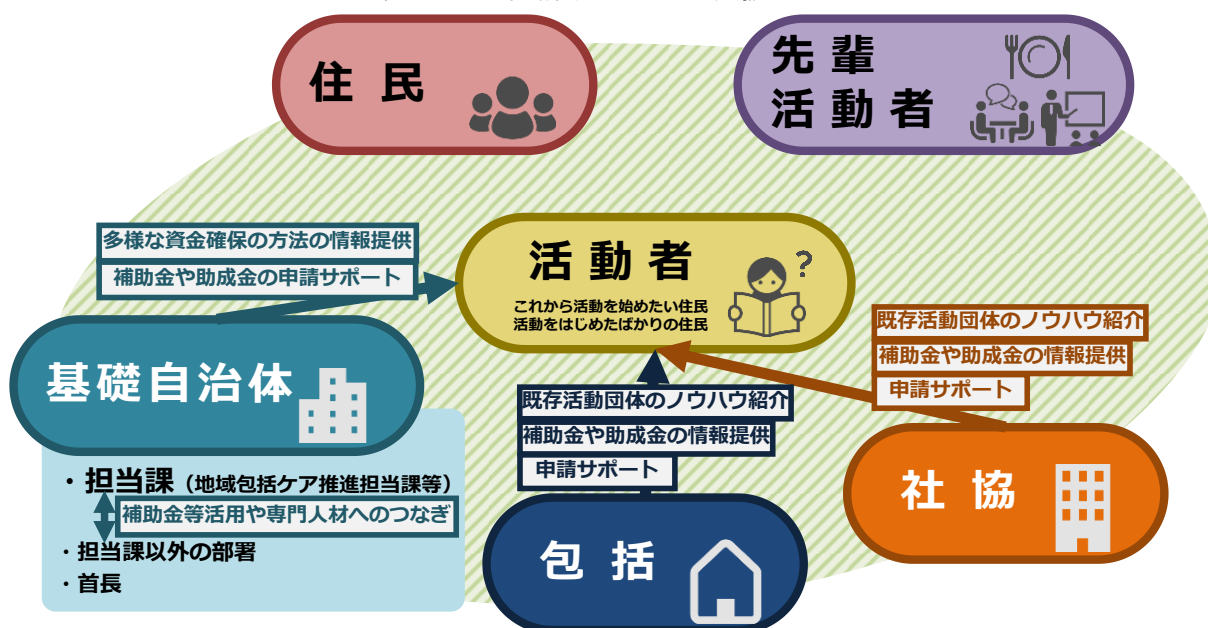 住民
先輩
活動者
多様な資金確保の方法の情報提供
補助金や助成金の申請サポート
活動者
これから活動を始めたい住民
活動をはじめたばかりの住民
?
既存活動団体のノウハウ紹介
補助金や助成金の情報提供
申請サポート
基礎自治体
既存活動団体のノウハウ紹介
補助金や助成金の情報提供
申請サポート
・担当課（地域包括ケア推進担当課等）
補助金等活用や専門人材へのつなぎ
・担当課以外の部署
・首長
社協
包括